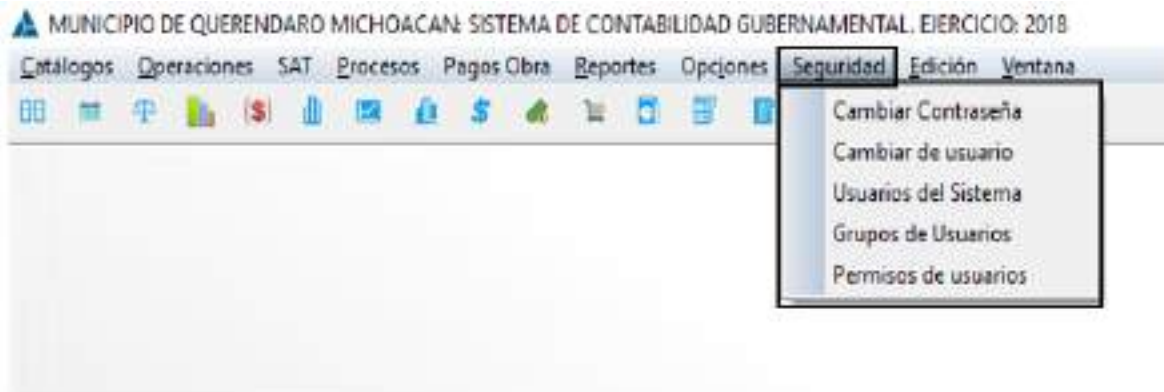 MUNICIPIO DE QUERENDARO MICHOACAN: SISTEMA DE CONTABILIDAD GUBERNAMENTAL. EJERCICIO: 2018
Catálogos Operaciones SAT Procesos Pagos Obra Reportes Opciones Seguridad Edición Ventana
Cambiar Contraseña
Cambiar de usuario
Usuarios del Sistema
Grupos de Usuarios
Permisos de usuarios